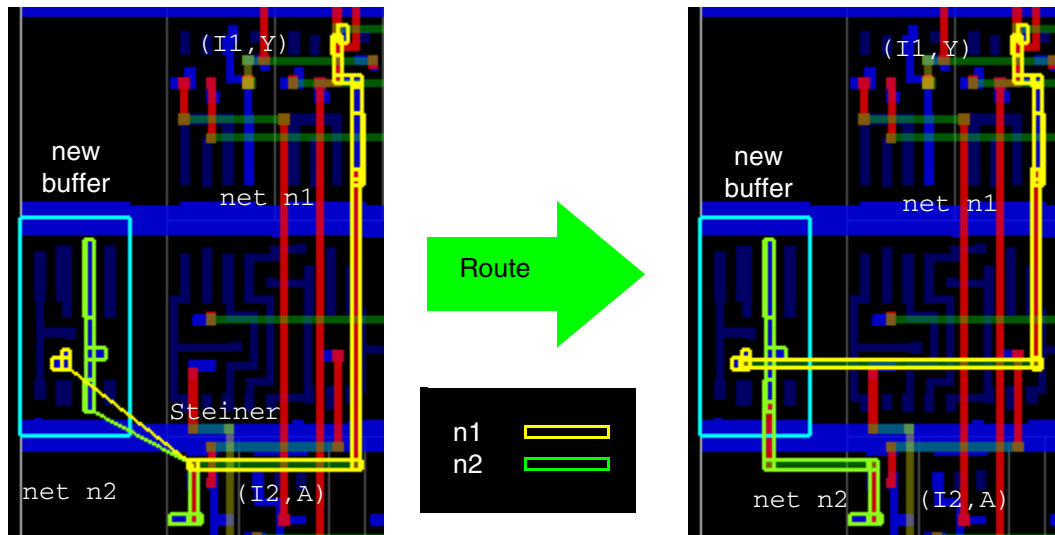 (I1,Y)
new
buffer
net n1
Steiner
net n2
(I2,A)
Route
n1
n2
(I1,Y)
new
buffer
net n1
net n2
(I2,A)